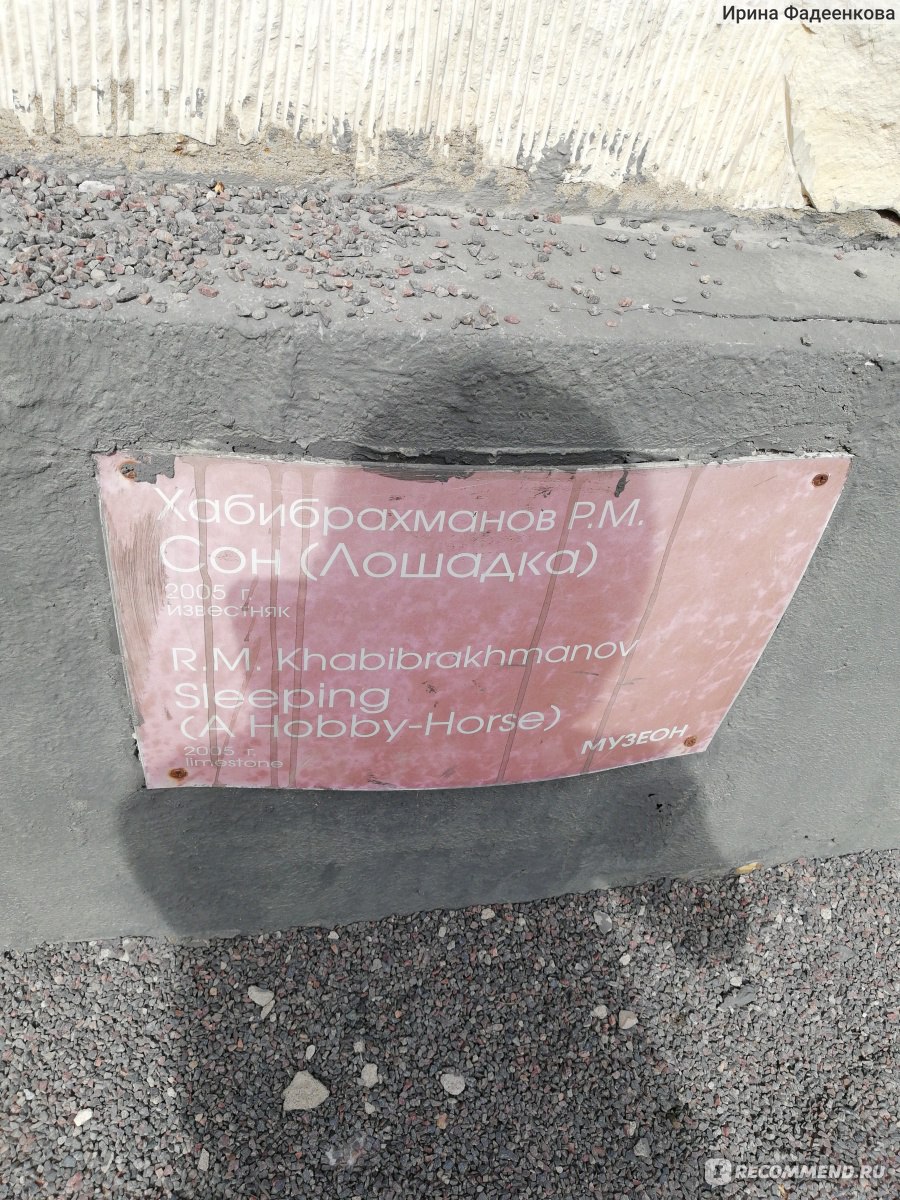 Ирина Фадеенкова
Хабибрахманов Р.М.
Сон (Лошадка)
2005 г.
известняк
R.M. Khabibrakhmanov
Sleeping
(A Hobby-Horse)
2005 г.
limestone
МУЗЕОН
RECOMMEND.RU